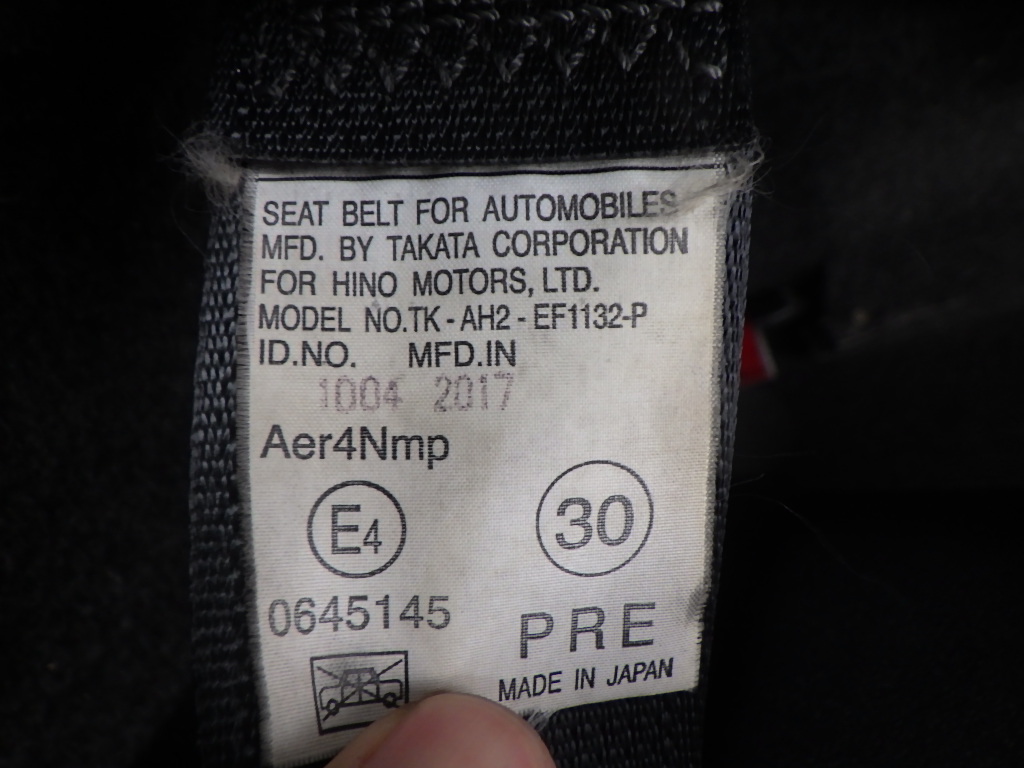 SEAT BELT FOR AUTOMOBILES
MFD. BY TAKATA CORPORATION
FOR HINO MOTORS, LTD.
MODEL NO.TK-AH2-EF1132-P
ID.NO. MFD.IN
1004 2017
Aer4Nmp
E4
30
0645145
PRE
MADE IN JAPAN